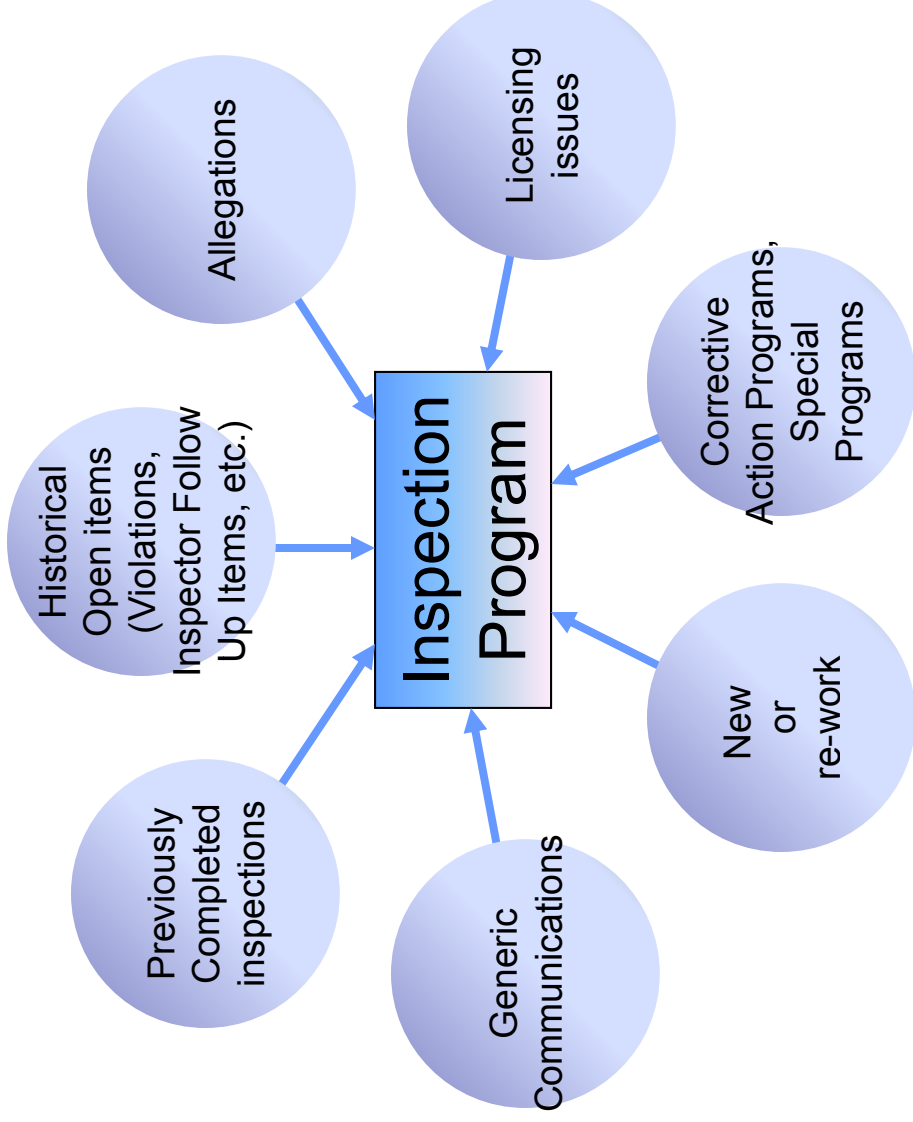 Historical
Open items
(Violations,
Inspector Follow
Up Items, etc.)
Previously
Completed
inspections
Allegations
Inspection
Program
Generic
Communications
Licensing
issues
New
or
re-work
Corrective
Action Programs,
Special
Programs